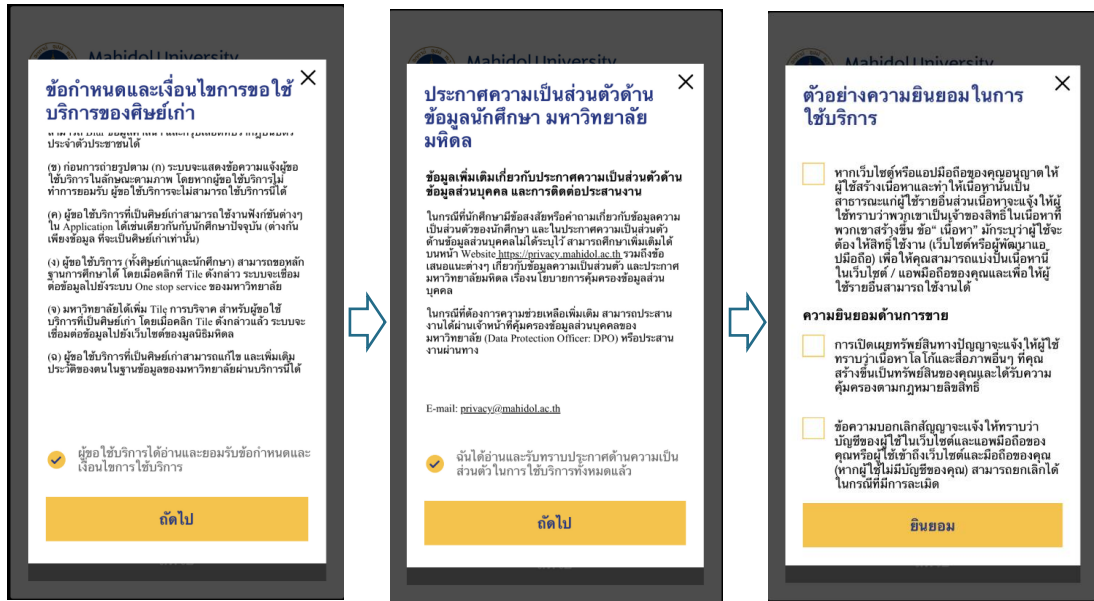 Mahidol University
ข้อกำหนดและเงื่อนไขการขอใช้
บริการของศิษย์เก่า
ประจำตัวประชาชนได้
(ข) ก่อนการถ่ายรูปตาม (ก) ระบบจะแสดงข้อความแจ้งผู้ขอ
ใช้บริการในลักษณะตามภาพ โดยหากผู้ขอใช้บริการไม่
ทำการยอมรับ ผู้ขอใช้บริการจะไม่สามารถใช้บริการนี้ได้
(ค) ผู้ขอใช้บริการที่เป็นศิษย์เก่าสามารถใช้งานฟังก์ชันต่างๆ
ใน Application ได้เช่นเดียวกันกับนักศึกษาปัจจุบัน (ต่างกัน
เพียงข้อมูล ที่จะเป็นศิษย์เก่าเท่านั้น)
(ง) ผู้ขอใช้บริการ (ทั้งศิษย์เก่าและนักศึกษา) สามารถขอหลัก
ฐานการศึกษาได้ โดยเมื่อคลิกที่ Tile ดังกล่าว ระบบจะเชื่อม
ต่อข้อมูลไปยังระบบ One stop service ของมหาวิทยาลัย
(จ) มหาวิทยาลัยได้เพิ่ม Tile การบริจาค สำหรับผู้ขอใช้
บริการที่เป็นศิษย์เก่า โดยเมื่อคลิก Tile ดังกล่าวแล้ว ระบบจะ
เชื่อมต่อข้อมูลไปยังเว็บไซต์ของมูลนิธิมหิดล
(ฉ) ผู้ขอใช้บริการที่เป็นศิษย์เก่าสามารถแก้ไข และเพิ่มเติม
ประวัติของตนในฐานข้อมูลของมหาวิทยาลัยผ่านบริการนี้ได้
ผู้ขอใช้บริการได้อ่านและยอมรับข้อกำหนดและ
เงื่อนไขการใช้บริการ
ถัดไป
Mahidol University
ประกาศความเป็นส่วนตัวด้าน
ข้อมูลนักศึกษา มหาวิทยาลัย
มหิดล
ข้อมูลเพิ่มเติมเกี่ยวกับประกาศความเป็นส่วนตัวด้าน
ข้อมูลส่วนบุคคล และการติดต่อประสานงาน
ในกรณีที่นักศึกษามีข้อสงสัยหรือคำถามเกี่ยวกับข้อมูลความ
เป็นส่วนตัวของนักศึกษา และในประกาศความเป็นส่วนตัว
ด้านข้อมูลส่วนบุคคลไม่ได้ระบุไว้ สามารถศึกษาเพิ่มเติมได้
บนหน้า Website https://privacy.mahidol.ac.th รวมถึงข้อ
เสนอแนะต่างๆ เกี่ยวกับข้อมูลความเป็นส่วนตัว และประกาศ
มหาวิทยาลัยมหิดล เรื่องนโยบายการคุ้มครองข้อมูลส่วน
บุคคล
ในกรณีที่ต้องการความช่วยเหลือเพิ่มเติม สามารถประสาน
งานได้ผ่านเจ้าหน้าที่คุ้มครองข้อมูลส่วนบุคคลของ
มหาวิทยาลัย (Data Protection Officer: DPO) หรือประสาน
งานผ่านทาง
E-mail: privacy@mahidol.ac.th
ฉันได้อ่านและรับทราบประกาศด้านความเป็น
ส่วนตัวในการใช้บริการทั้งหมดแล้ว
ถัดไป
Mahidol University
ตัวอย่างความยินยอมในการ
ใช้บริการ
หากเว็บไซต์หรือแอปมือถือของคุณอนุญาตให้
ผู้ใช้สร้างเนื้อหาและทำให้เนื้อหานั้นเป็น
สาธารณะแก่ผู้ใช้รายอื่นส่วนเนื้อหาจะแจ้งให้ผู้
ใช้ทราบว่าพวกเขาเป็นเจ้าของสิทธิ์ในเนื้อหาที่
พวกเขาสร้างขึ้น ข้อ“ เนื้อหา” มักระบุว่าผู้ใช้จะ
ต้องให้สิทธิ์ใช้งาน (เว็บไซต์หรือผู้พัฒนาแอ
ปมือถือ) เพื่อให้คุณสามารถแบ่งปันเนื้อหานี้
ในเว็บไซต์ / แอพมือถือของคุณและเพื่อให้ผู้
ใช้รายอื่นสามารถใช้งานได้
ความยินยอมด้านการขาย
การเปิดเผยทรัพย์สินทางปัญญาจะแจ้งให้ผู้ใช้
ทราบว่าเนื้อหาโลโก้และสื่อภาพอื่นๆ ที่คุณ
สร้างขึ้นเป็นทรัพย์สินของคุณและได้รับความ
คุ้มครองตามกฎหมายลิขสิทธิ์
ข้อความบอกเลิกสัญญาจะแจ้งให้ทราบว่า
บัญชีของผู้ใช้ในเว็บไซต์และแอพมือถือของ
คุณหรือผู้ใช้เข้าถึงเว็บไซต์และมือถือของคุณ
(หากผู้ใช้ไม่มีบัญชีของคุณ) สามารถยกเลิกได้
ในกรณีที่มีการละเมิด
ยินยอม